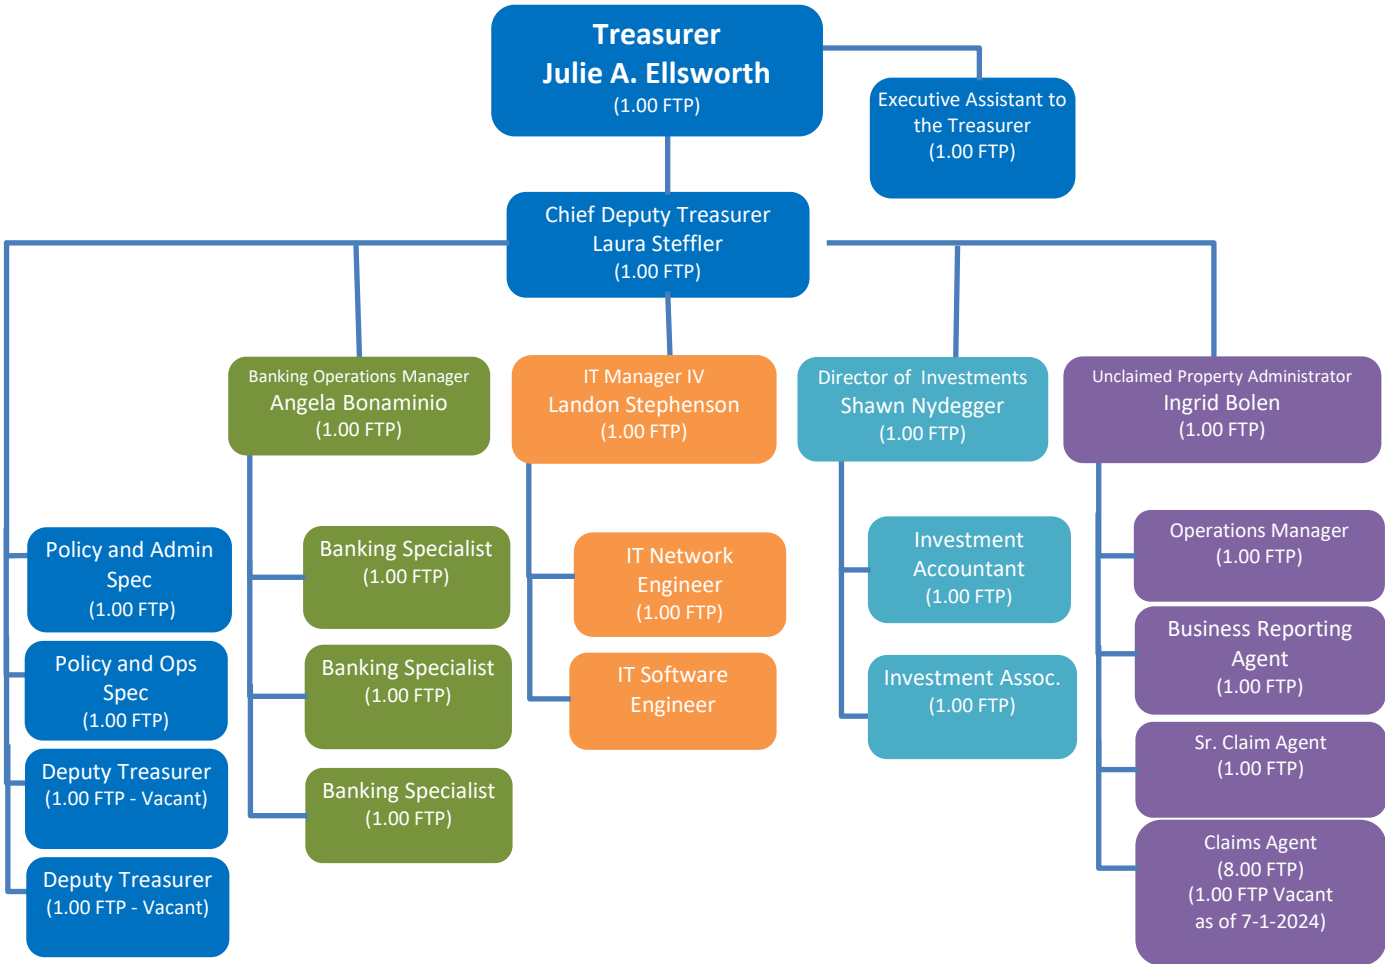 Treasurer
Julie A. Ellsworth
(1.00 FTP)
Executive Assistant to
the Treasurer
(1.00 FTP)
Chief Deputy Treasurer
Laura Steffler
(1.00 FTP)
Banking Operations Manager
Angela Bonaminio
(1.00 FTP)
IT Manager IV
Landon Stephenson
(1.00 FTP)
Director of Investments
Shawn Nydegger
(1.00 FTP)
Unclaimed Property Administrator
Ingrid Bolen
(1.00 FTP)
Policy and Admin
Spec
(1.00 FTP)
Policy and Ops
Spec
(1.00 FTP)
Deputy Treasurer
(1.00 FTP - Vacant)
Deputy Treasurer
(1.00 FTP - Vacant)
Banking Specialist
(1.00 FTP)
Banking Specialist
(1.00 FTP)
Banking Specialist
(1.00 FTP)
IT Network
Engineer
(1.00 FTP)
IT Software
Engineer
Investment
Accountant
(1.00 FTP)
Investment Assoc.
(1.00 FTP)
Operations Manager
(1.00 FTP)
Business Reporting
Agent
(1.00 FTP)
Sr. Claim Agent
(1.00 FTP)
Claims Agent
(8.00 FTP)
(1.00 FTP Vacant
as of 7-1-2024)